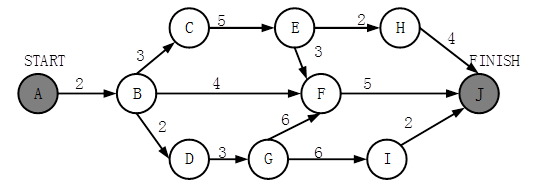 C 5 E 2 H
START 3 3 4 FINISH
A 2 B 4 F 5 J
2 6 2
D 3 G 6 I